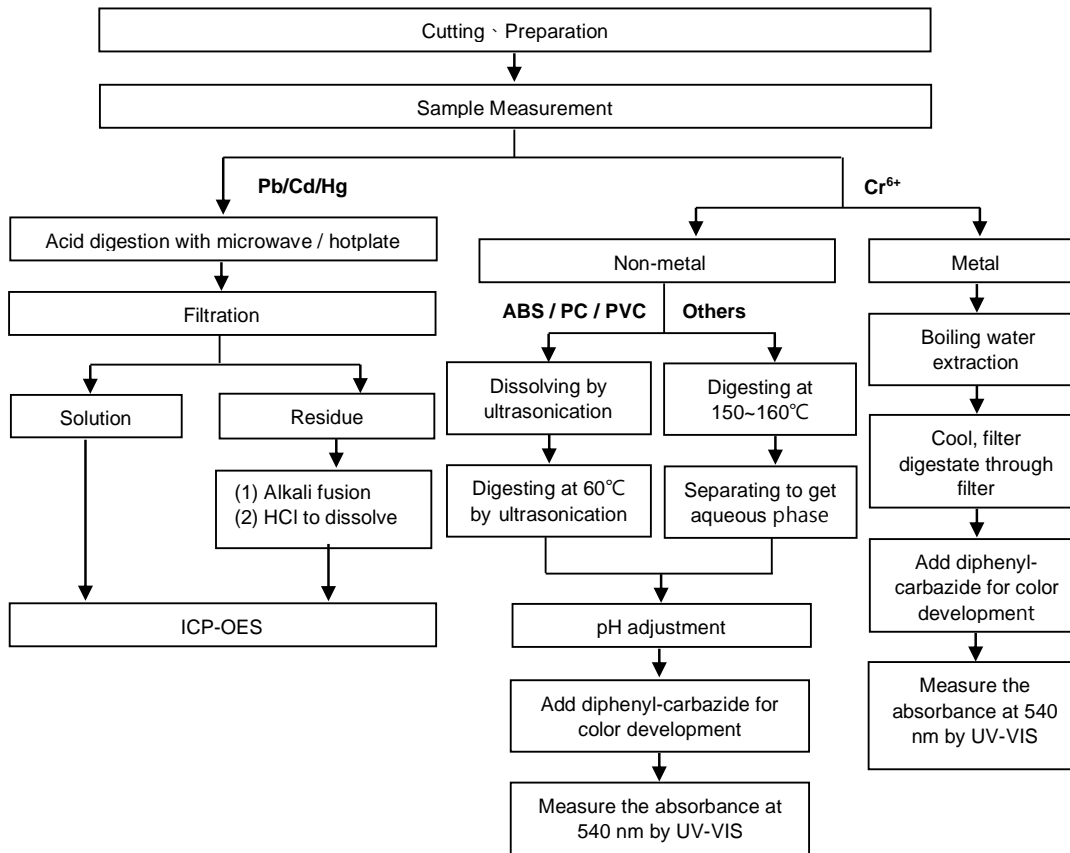 Cutting、Preparation
Sample Measurement
Pb/Cd/Hg
Cr6+
Acid digestion with microwave / hotplate
Non-metal
Metal
Filtration
ABS / PC / PVC
Others
Boiling water
extraction
Solution
Residue
Dissolving by
ultrasonication
Digesting at
150~160℃
Cool, filter
digestate through
filter
(1) Alkali fusion
(2) HCl to dissolve
Digesting at 60℃
by ultrasonication
Separating to get
aqueous phase
Add diphenyl-
carbazide for color
development
ICP-OES
pH adjustment
Measure the
absorbance at 540
nm by UV-VIS
Add diphenyl-carbazide for
color development
Measure the absorbance at
540 nm by UV-VIS